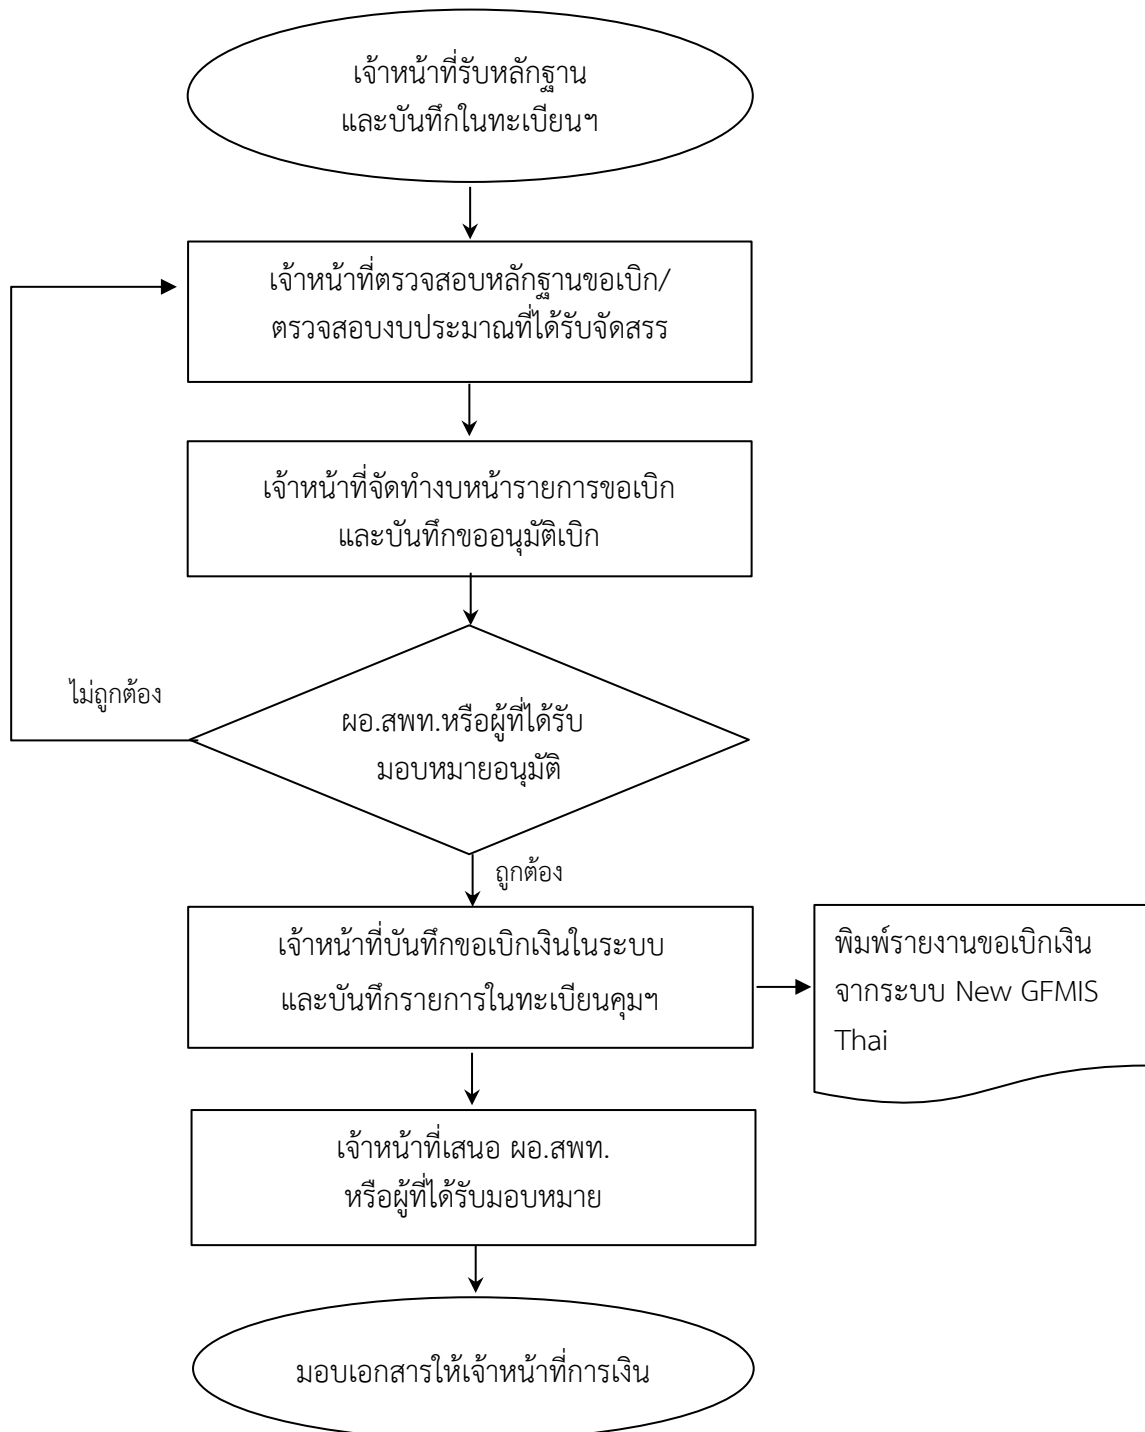 เจ้าหน้าที่รับหลักฐาน
และบันทึกในทะเบียนฯ
เจ้าหน้าที่ตรวจสอบหลักฐานขอเบิก/
ตรวจสอบงบประมาณที่ได้รับจัดสรร
เจ้าหน้าที่จัดทำงบหน้ารายการขอเบิก
และบันทึกขออนุมัติเบิก
ไม่ถูกต้อง
ผอ.สพท.หรือผู้ที่ได้รับ
มอบหมายอนุมัติ
ถูกต้อง
เจ้าหน้าที่บันทึกขอเบิกเงินในระบบ
และบันทึกรายการในทะเบียนคุมฯ
พิมพ์รายงานขอเบิกเงิน
จากระบบ New GFMIS
Thai
เจ้าหน้าที่เสนอ ผอ.สพท.
หรือผู้ที่ได้รับมอบหมาย
มอบเอกสารให้เจ้าหน้าที่การเงิน